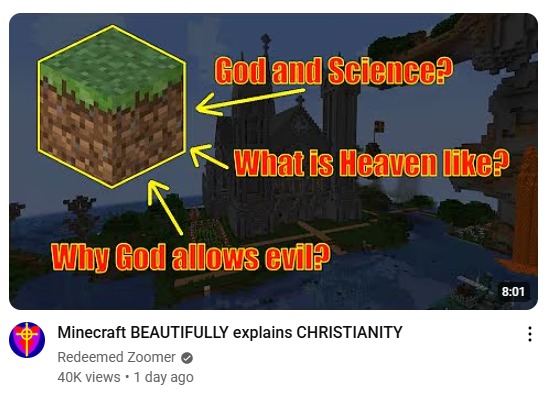 God and Science?
What is Heaven like?
Why God allows evil?
8:01
Minecraft BEAUTIFULLY explains CHRISTIANITY
Redeemed Zoomer
40K views • 1 day ago